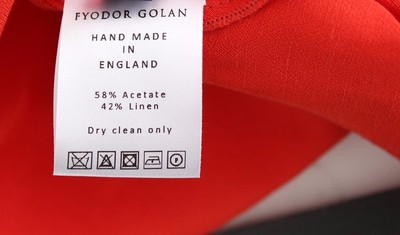 FYODOR GOLAN
HAND MADE
IN
ENGLAND
58% Acetate
42% Linen
Dry clean only